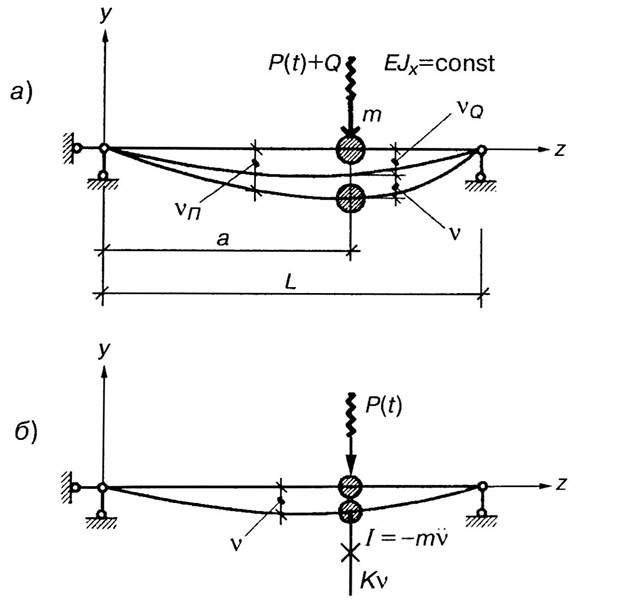 y
P(t)+Q
EJₓ=const
а)
m
νQ
z
νП
ν
a
L
y
P(t)
б)
z
ν
I = −mν̈
Kν